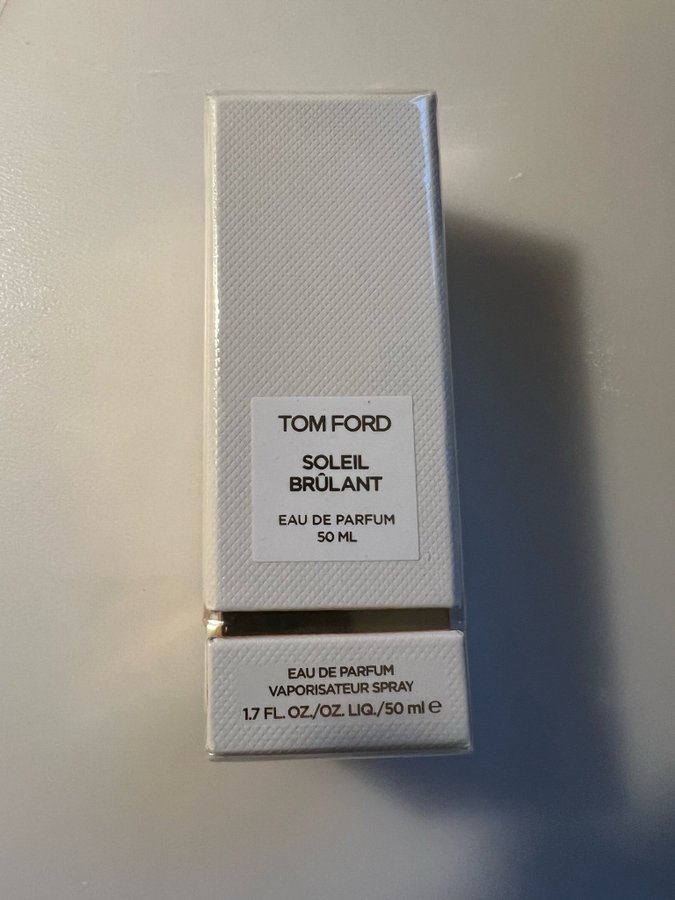 TOM FORD
SOLEIL
BRÛLANT
EAU DE PARFUM
50 ML
EAU DE PARFUM
VAPORISATEUR SPRAY
1.7 FL. OZ./OZ. LIQ./50 ml ℮